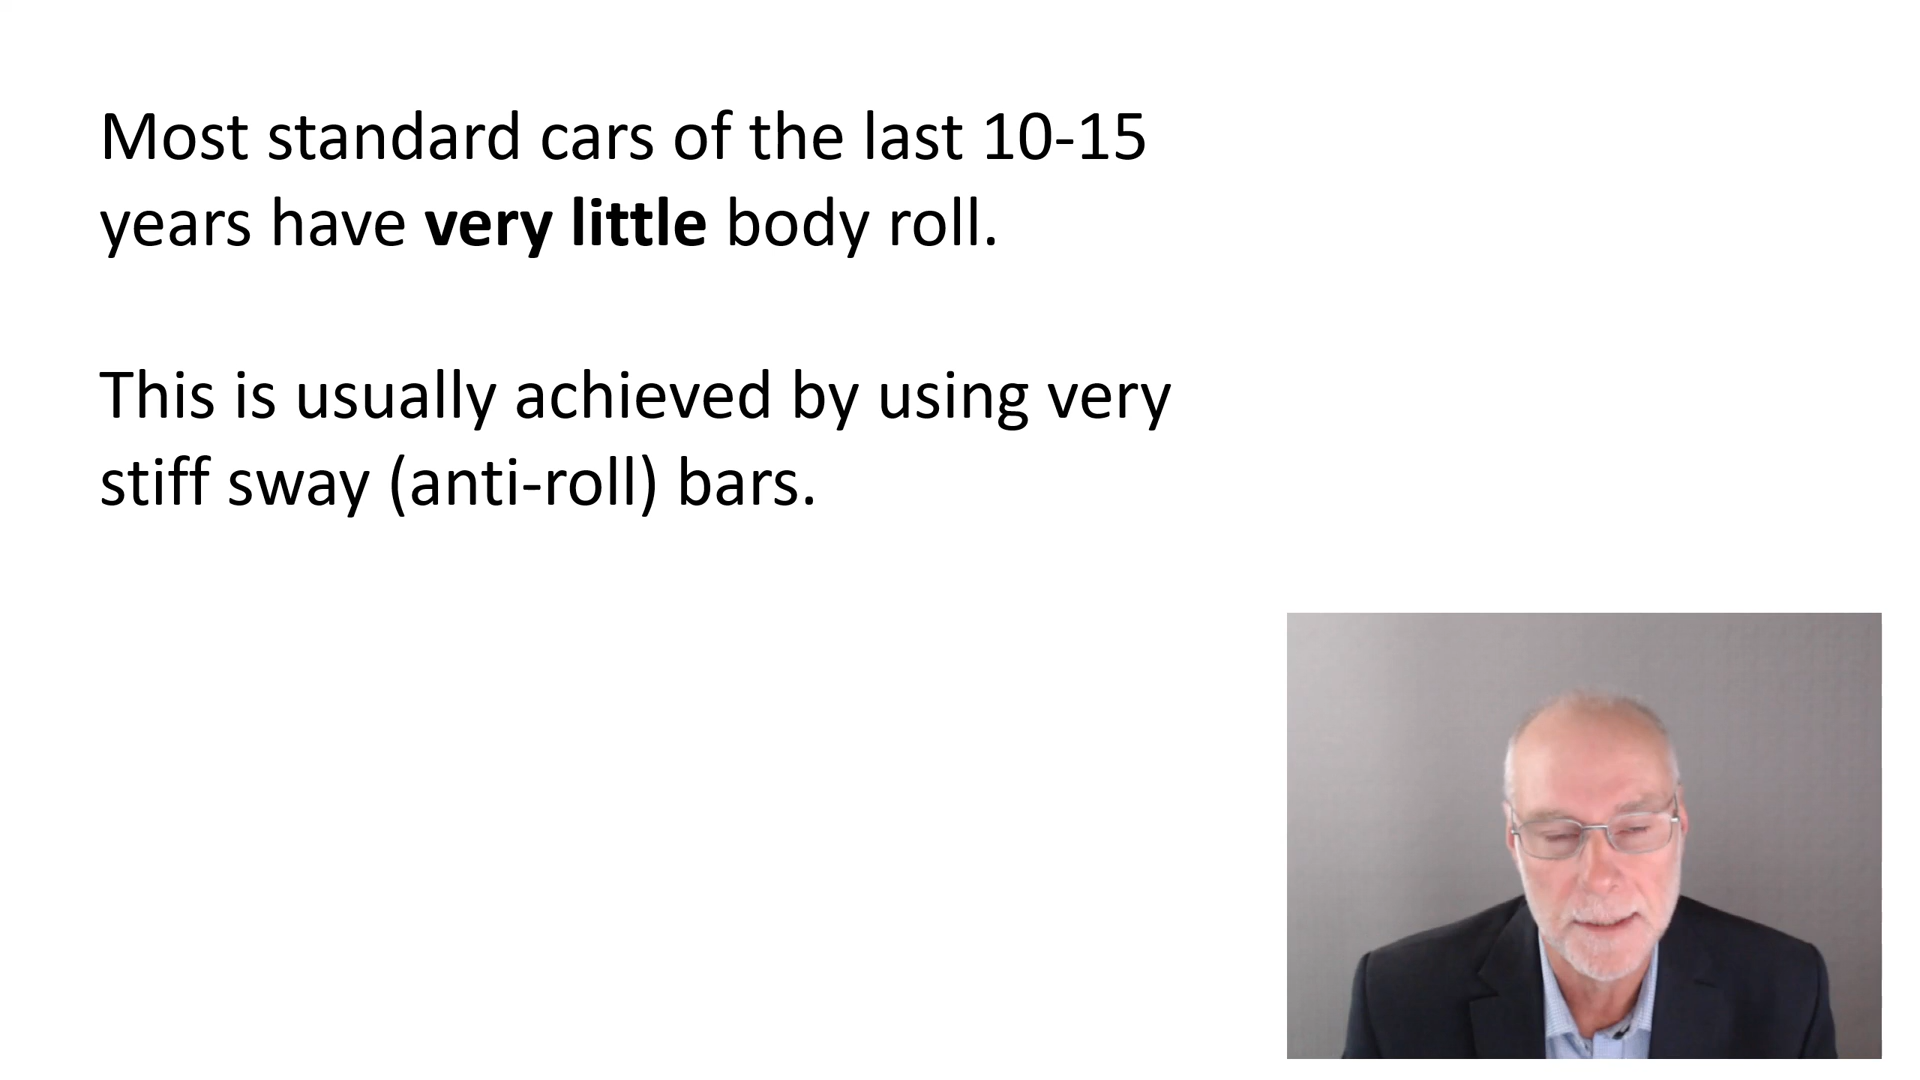 Most standard cars of the last 10-15
years have very little body roll.
This is usually achieved by using very
stiff sway (anti-roll) bars.